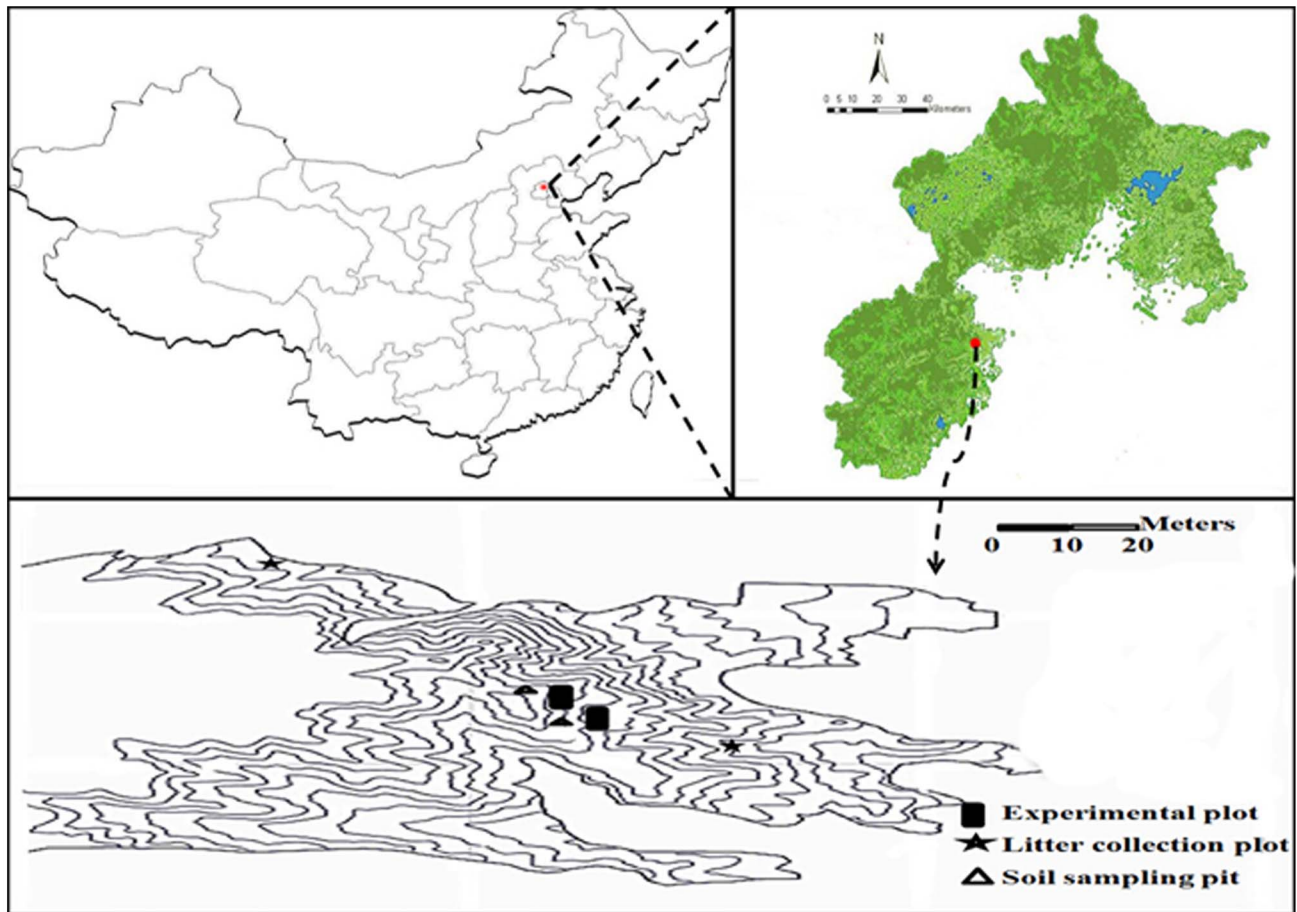 N
0 5 10 20 30 40
Kilometers
Meters
0 10 20
Experimental plot
Litter collection plot
Soil sampling pit